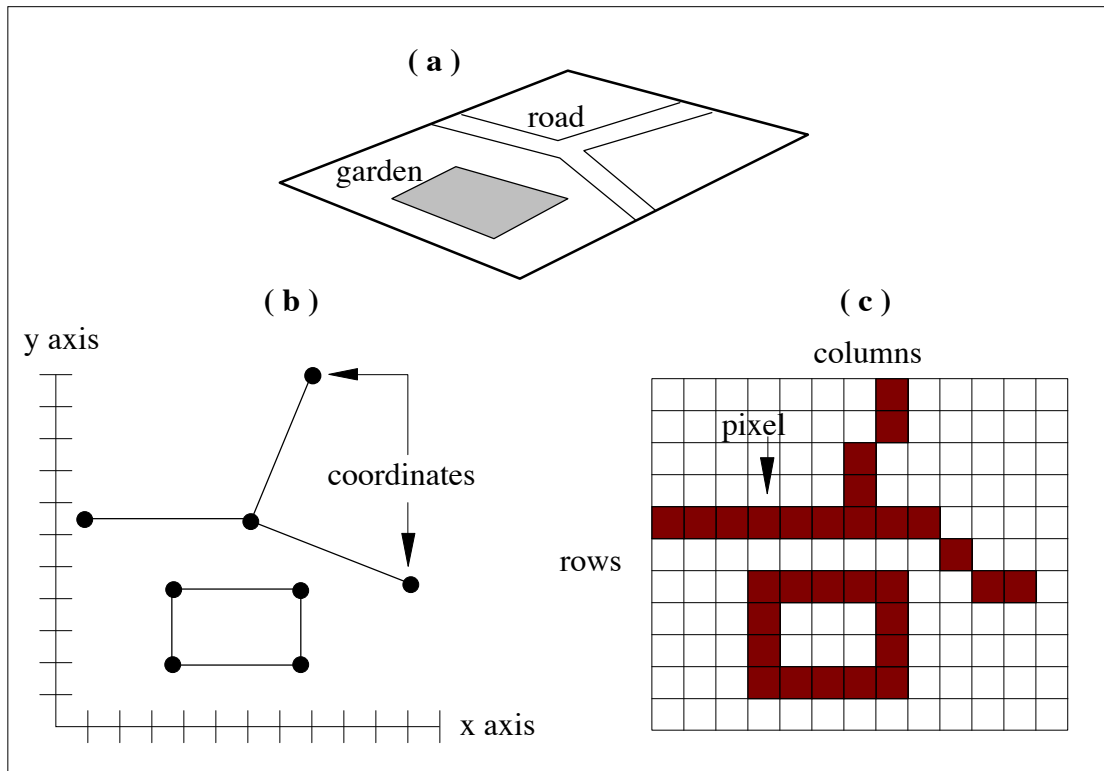 ( a )
road
garden
( b )
( c )
y axis
columns
pixel
coordinates
rows
x axis